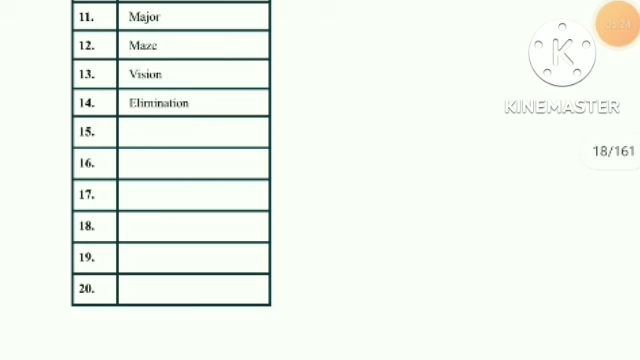 11. Major
12. Maze
13. Vision
14. Elimination
15.
16.
17.
18.
19.
20.
KINEMASTER
18/161